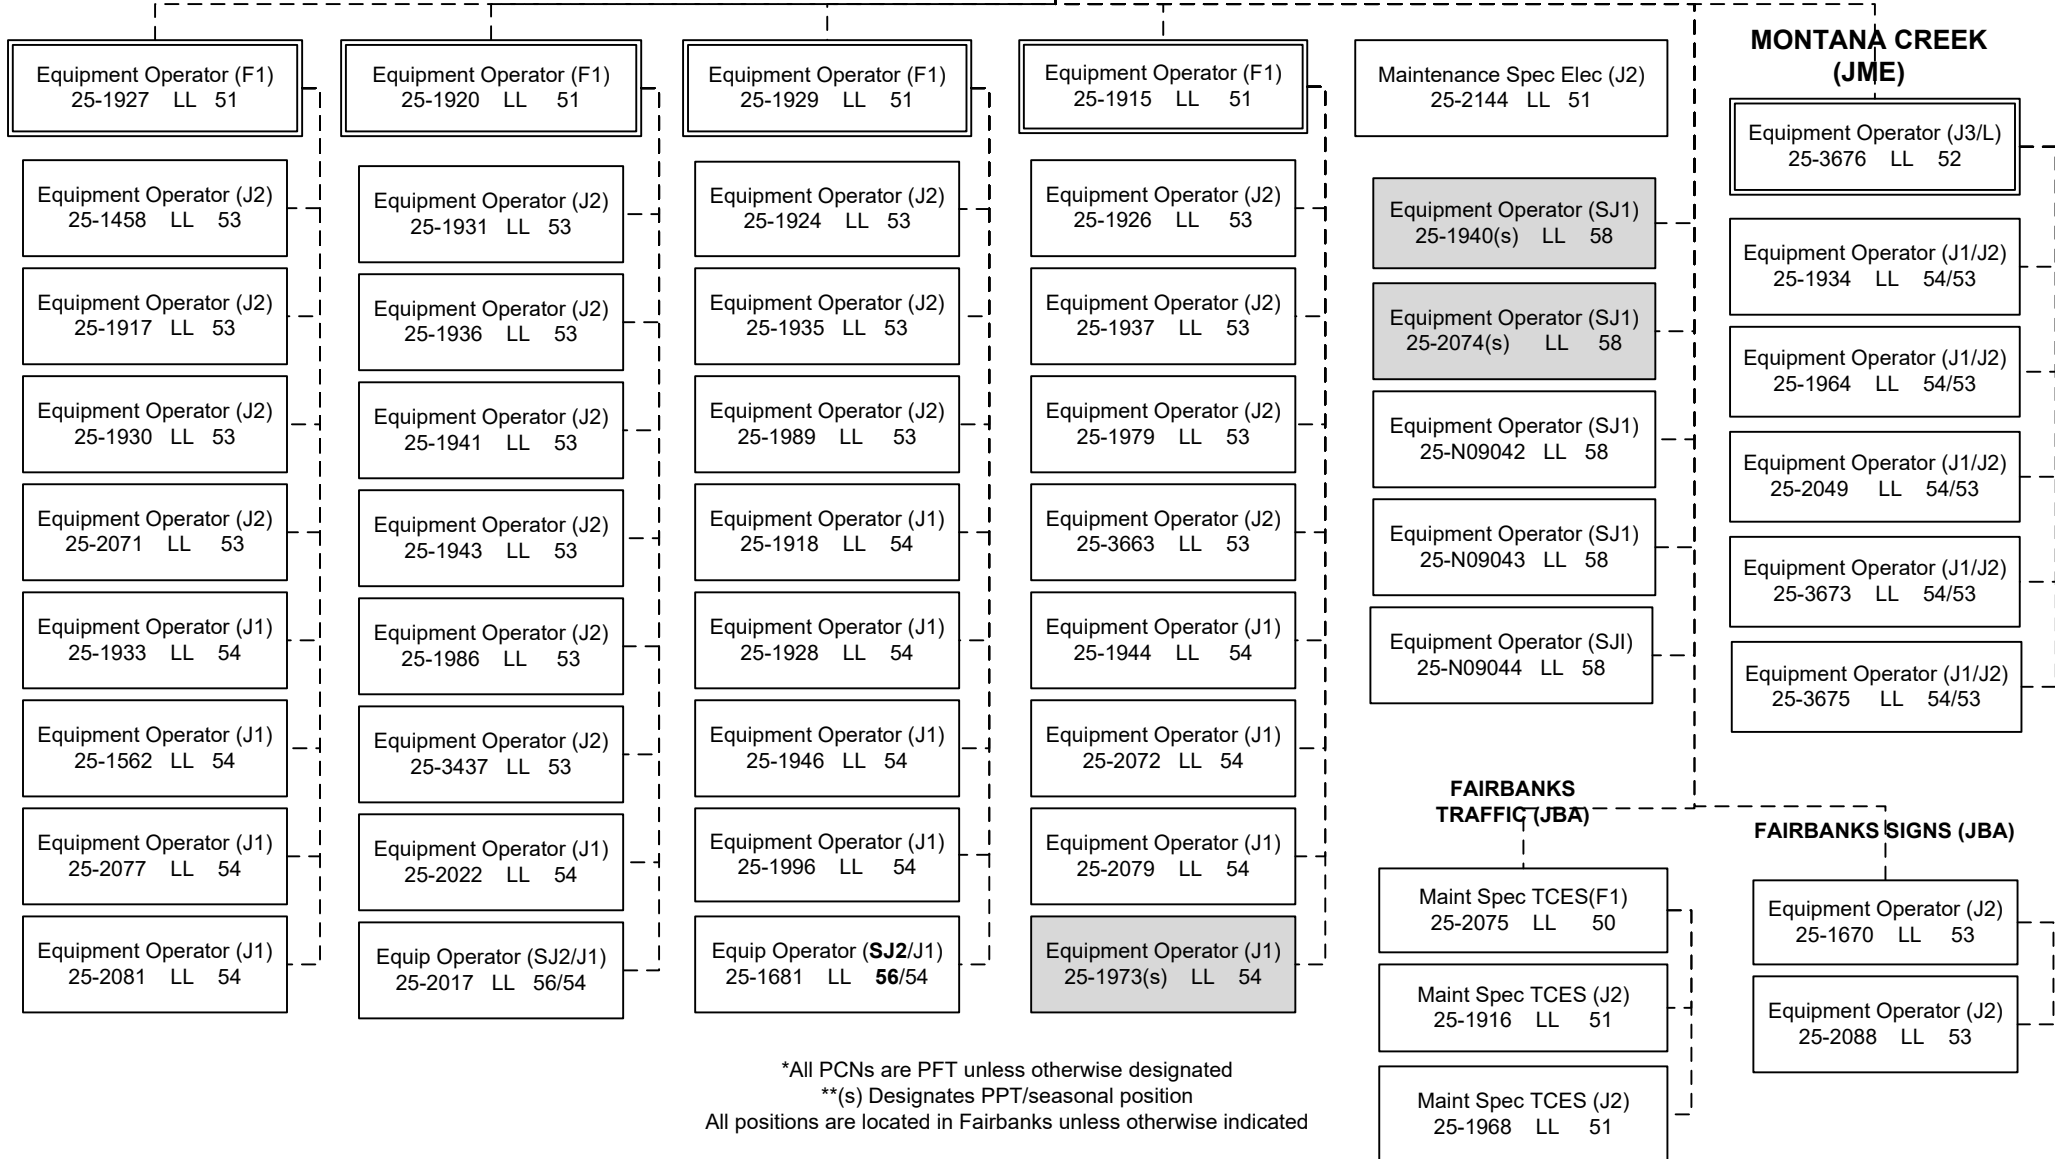 Equipment Operator (F1)
25-1927 LL 51
Equipment Operator (J2)
25-1458 LL 53
Equipment Operator (J2)
25-1917 LL 53
Equipment Operator (J2)
25-1930 LL 53
Equipment Operator (J2)
25-2071 LL 53
Equipment Operator (J1)
25-1933 LL 54
Equipment Operator (J1)
25-1562 LL 54
Equipment Operator (J1)
25-2077 LL 54
Equipment Operator (J1)
25-2081 LL 54
Equipment Operator (F1)
25-1920 LL 51
Equipment Operator (J2)
25-1931 LL 53
Equipment Operator (J2)
25-1936 LL 53
Equipment Operator (J2)
25-1941 LL 53
Equipment Operator (J2)
25-1943 LL 53
Equipment Operator (J2)
25-1986 LL 53
Equipment Operator (J2)
25-3437 LL 53
Equipment Operator (J1)
25-2022 LL 54
Equip Operator (SJ2/J1)
25-2017 LL 56/54
Equipment Operator (F1)
25-1929 LL 51
Equipment Operator (J2)
25-1924 LL 53
Equipment Operator (J2)
25-1935 LL 53
Equipment Operator (J2)
25-1989 LL 53
Equipment Operator (J1)
25-1918 LL 54
Equipment Operator (J1)
25-1928 LL 54
Equipment Operator (J1)
25-1946 LL 54
Equipment Operator (J1)
25-1996 LL 54
Equip Operator (SJ2/J1)
25-1681 LL 56/54
Equipment Operator (F1)
25-1915 LL 51
Equipment Operator (J2)
25-1926 LL 53
Equipment Operator (J2)
25-1937 LL 53
Equipment Operator (J2)
25-1979 LL 53
Equipment Operator (J2)
25-3663 LL 53
Equipment Operator (J1)
25-1944 LL 54
Equipment Operator (J1)
25-2072 LL 54
Equipment Operator (J1)
25-2079 LL 54
Equipment Operator (J1)
25-1973(s) LL 54
Maintenance Spec Elec (J2)
25-2144 LL 51
Equipment Operator (SJ1)
25-1940(s) LL 58
Equipment Operator (SJ1)
25-2074(s) LL 58
Equipment Operator (SJ1)
25-N09042 LL 58
Equipment Operator (SJ1)
25-N09043 LL 58
Equipment Operator (SJI)
25-N09044 LL 58
MONTANA CREEK
(JME)
Equipment Operator (J3/L)
25-3676 LL 52
Equipment Operator (J1/J2)
25-1934 LL 54/53
Equipment Operator (J1/J2)
25-1964 LL 54/53
Equipment Operator (J1/J2)
25-2049 LL 54/53
Equipment Operator (J1/J2)
25-3673 LL 54/53
Equipment Operator (J1/J2)
25-3675 LL 54/53
FAIRBANKS
TRAFFIC (JBA)
Maint Spec TCES(F1)
25-2075 LL 50
Maint Spec TCES (J2)
25-1916 LL 51
Maint Spec TCES (J2)
25-1968 LL 51
FAIRBANKS SIGNS (JBA)
Equipment Operator (J2)
25-1670 LL 53
Equipment Operator (J2)
25-2088 LL 53
*All PCNs are PFT unless otherwise designated
**(s) Designates PPT/seasonal position
All positions are located in Fairbanks unless otherwise indicated